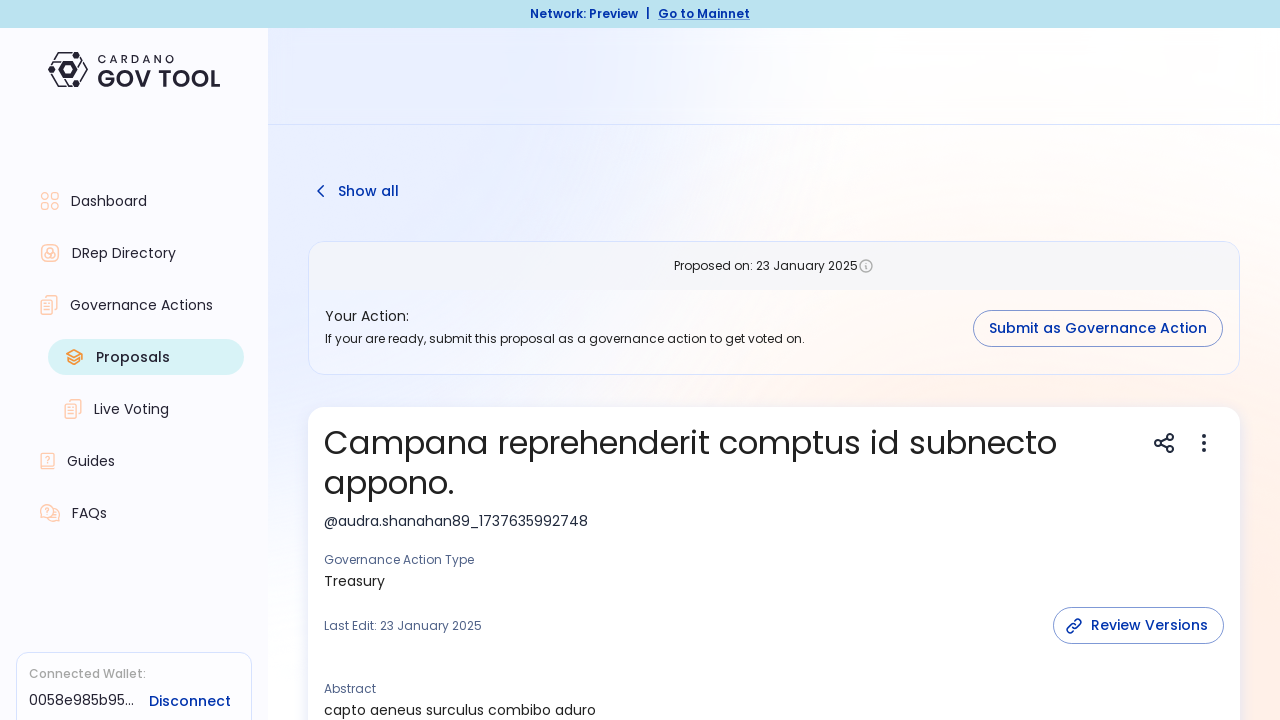 Network: Preview | Go to Mainnet
CARDANO
GOV TOOL
Dashboard
DRep Directory
Governance Actions
Proposals
Live Voting
Guides
FAQs
Connected Wallet:
0058e985b95...
Disconnect
Show all
Proposed on: 23 January 2025
Your Action:
If your are ready, submit this proposal as a governance action to get voted on.
Submit as Governance Action
Campana reprehenderit comptus id subnecto
appono.
@audra.shanahan89_1737635992748
Governance Action Type
Treasury
Last Edit: 23 January 2025
Review Versions
Abstract
capto aeneus surculus combibo aduro